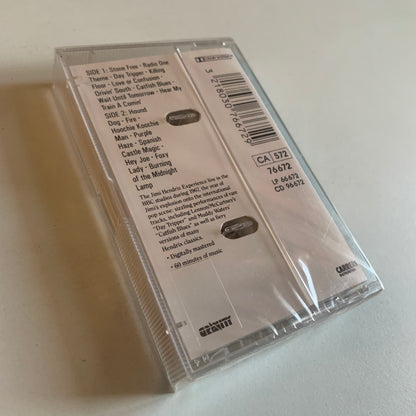 SIDE 1: Stone Free · Radio One
Theme · Day Tripper · Killing
Floor · Love or Confusion ·
Drivin' South · Catfish Blues ·
Wait Until Tomorrow · Hear My
Train A Comin'
SIDE 2: Hound
Dog · Fire ·
Hoochie Koochie
Man · Purple
Haze · Spanish
Castle Magic ·
Hey Joe · Foxy
Lady · Burning
of the Midnight
Lamp
The Jimi Hendrix Experience live in the
BBC studios during 1967, the year of
Jimi's explosion onto the international
pop scene: sizzling performances of rare
tracks, including Lennon/McCartney's
"Day Tripper" and Muddy Waters'
"Catfish Blues" as well as fiery
versions of many
Hendrix classics.
• Digitally mastered
• 60 minutes of music
CA 572
76672
LP 66672
CD 96672